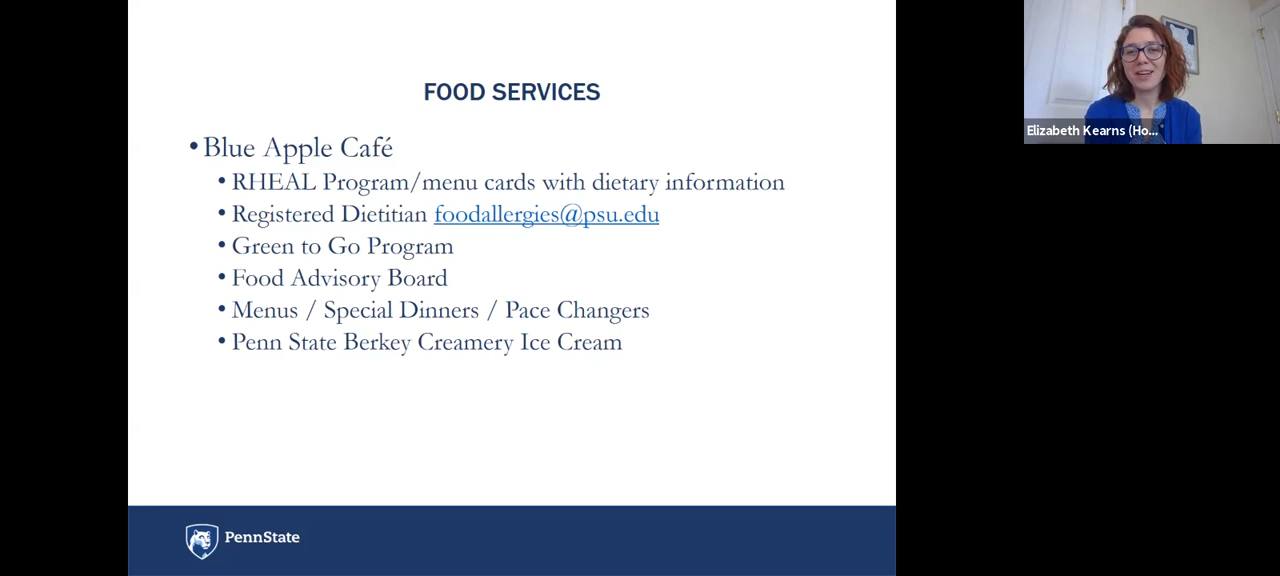 FOOD SERVICES
• Blue Apple Café
• RHEAL Program/menu cards with dietary information
• Registered Dietitian foodallergies@psu.edu
• Green to Go Program
• Food Advisory Board
• Menus / Special Dinners / Pace Changers
• Penn State Berkey Creamery Ice Cream
PennState
Elizabeth Kearns (Ho...